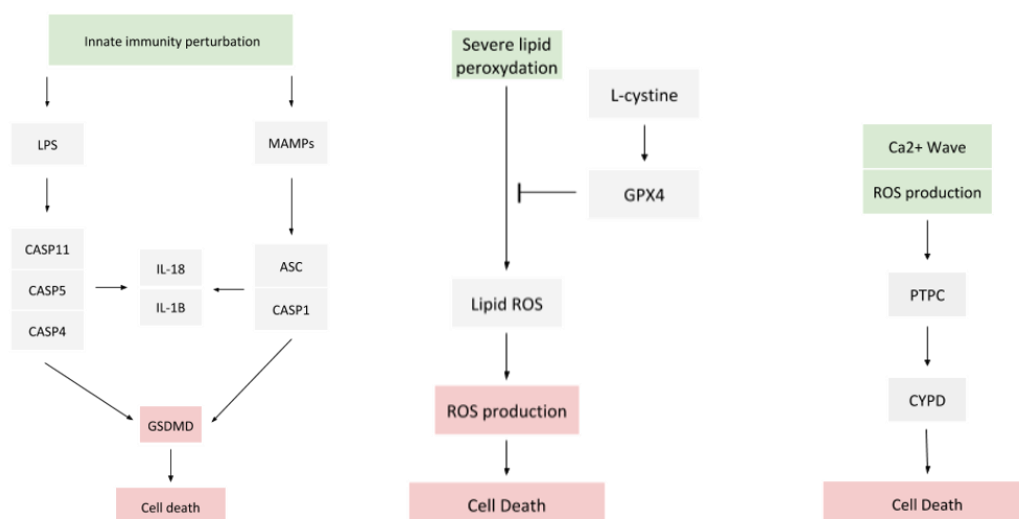 Innate immunity perturbation
LPS
MAMPs
CASP11
CASP5
CASP4
IL-18
IL-1B
ASC
CASP1
GSDMD
Cell death
Severe lipid
peroxydation
L-cystine
GPX4
Lipid ROS
ROS production
Cell Death
Ca2+ Wave
ROS production
PTPC
CYPD
Cell Death